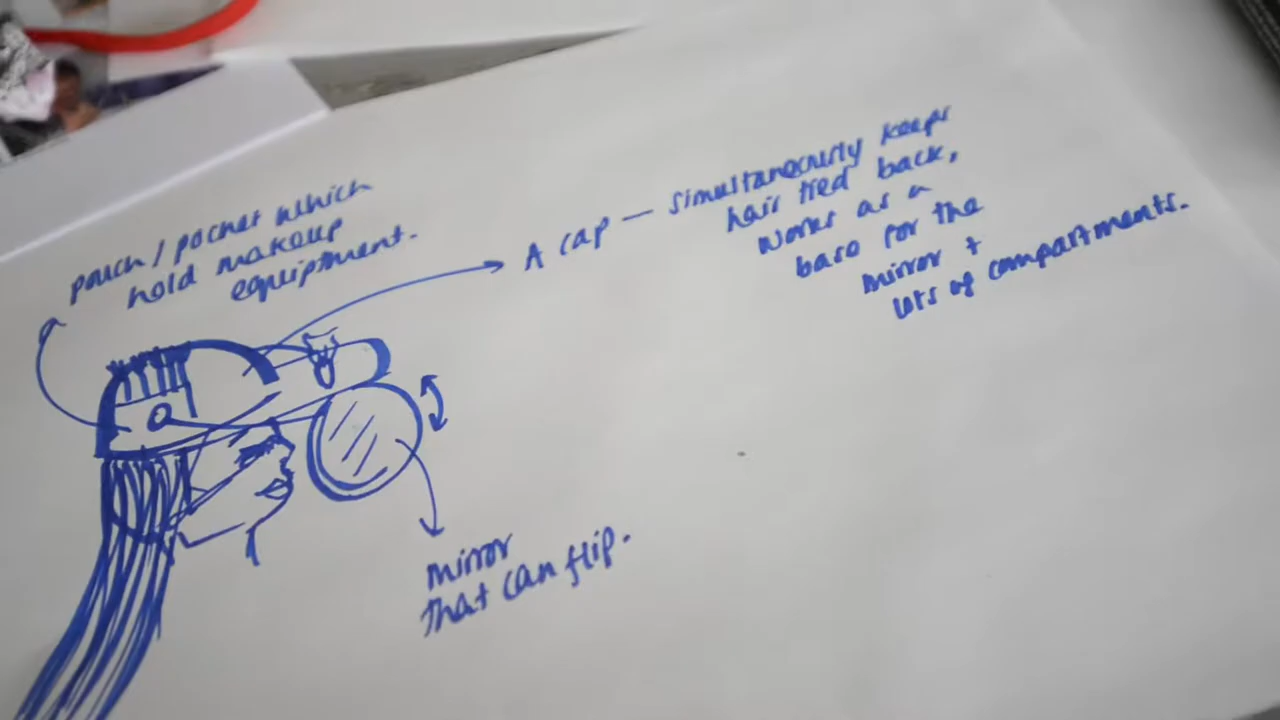 pouch / pocket which
hold makeup
equiptment.
A cap — simultaneously keeps
hair tied back,
works as a
base for the
mirror +
lots of compartments.
mirror
that can flip.